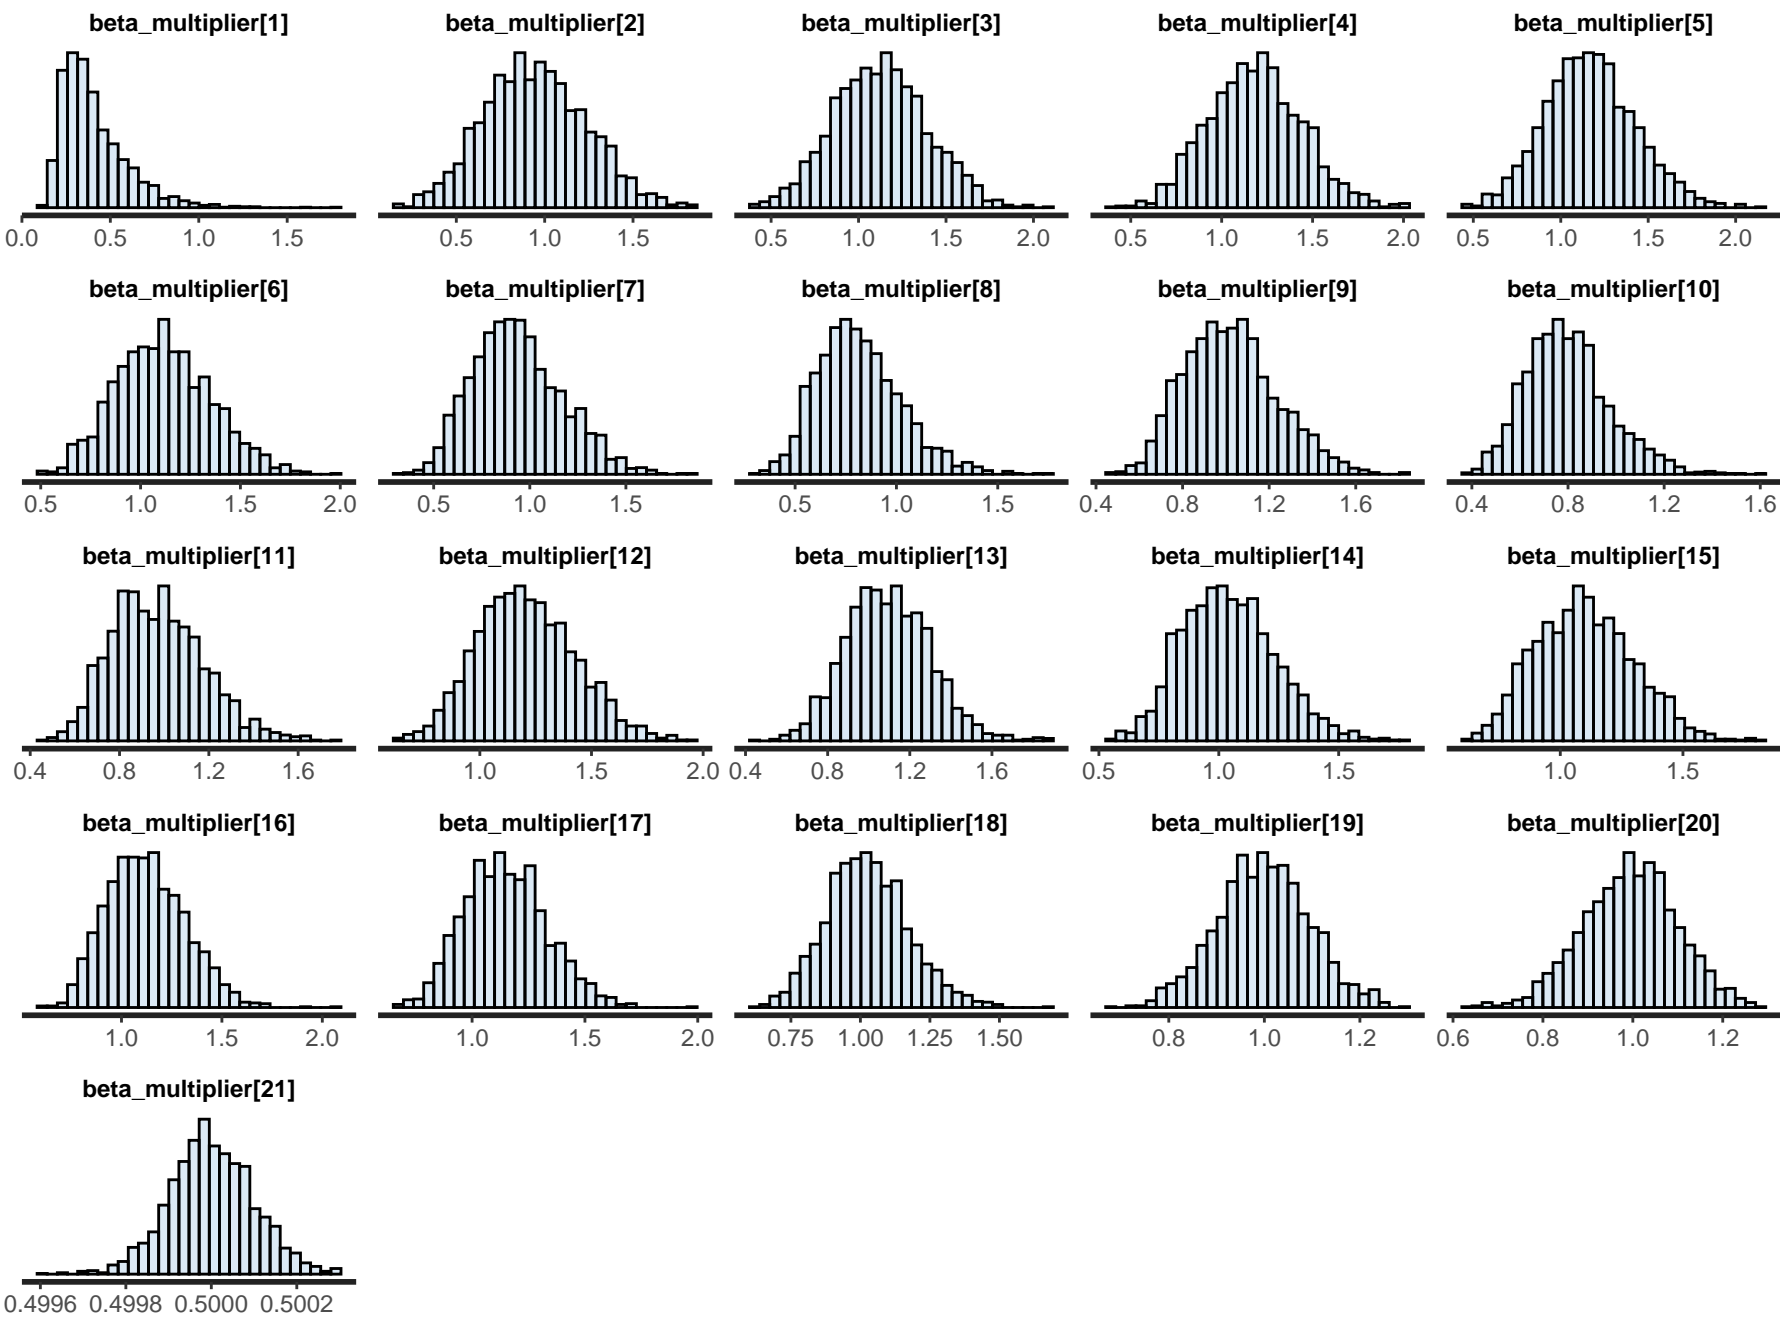 beta_multiplier[1] beta_multiplier[2] beta_multiplier[3] beta_multiplier[4] beta_multiplier[5]
0.0 0.5 1.0 1.5 0.5 1.0 1.5 0.5 1.0 1.5 2.0 0.5 1.0 1.5 2.0 0.5 1.0 1.5 2.0
beta_multiplier[6] beta_multiplier[7] beta_multiplier[8] beta_multiplier[9] beta_multiplier[10]
0.5 1.0 1.5 2.0 0.5 1.0 1.5 0.5 1.0 1.5 0.4 0.8 1.2 1.6 0.4 0.8 1.2 1.6
beta_multiplier[11] beta_multiplier[12] beta_multiplier[13] beta_multiplier[14] beta_multiplier[15]
0.4 0.8 1.2 1.6 1.0 1.5 2.0 0.4 0.8 1.2 1.6 0.5 1.0 1.5 1.0 1.5
beta_multiplier[16] beta_multiplier[17] beta_multiplier[18] beta_multiplier[19] beta_multiplier[20]
1.0 1.5 2.0 1.0 1.5 2.0 0.75 1.00 1.25 1.50 0.8 1.0 1.2 0.6 0.8 1.0 1.2
beta_multiplier[21]
0.4996 0.4998 0.5000 0.5002